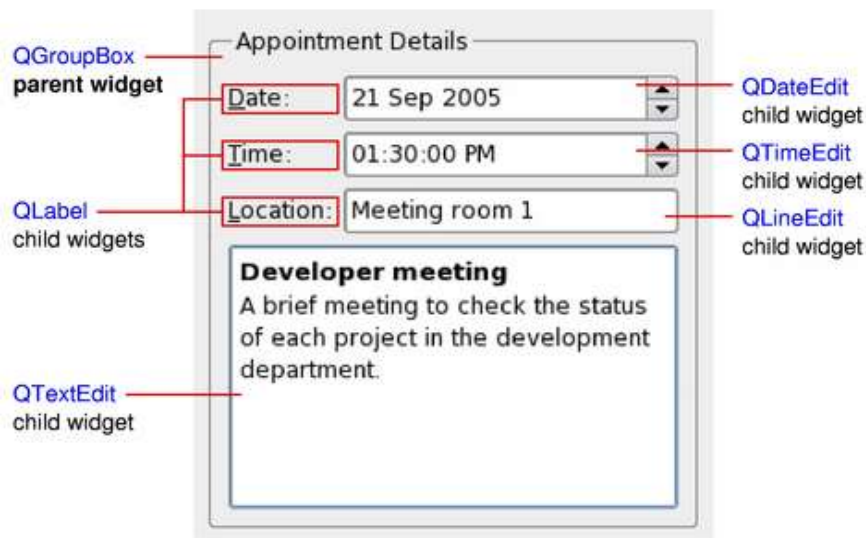 Appointment Details
QGroupBox
parent widget
Date: 21 Sep 2005
QDateEdit
child widget
Time: 01:30:00 PM
QTimeEdit
child widget
QLabel
child widgets
Location: Meeting room 1
QLineEdit
child widget
Developer meeting
A brief meeting to check the status
of each project in the development
department.
QTextEdit
child widget